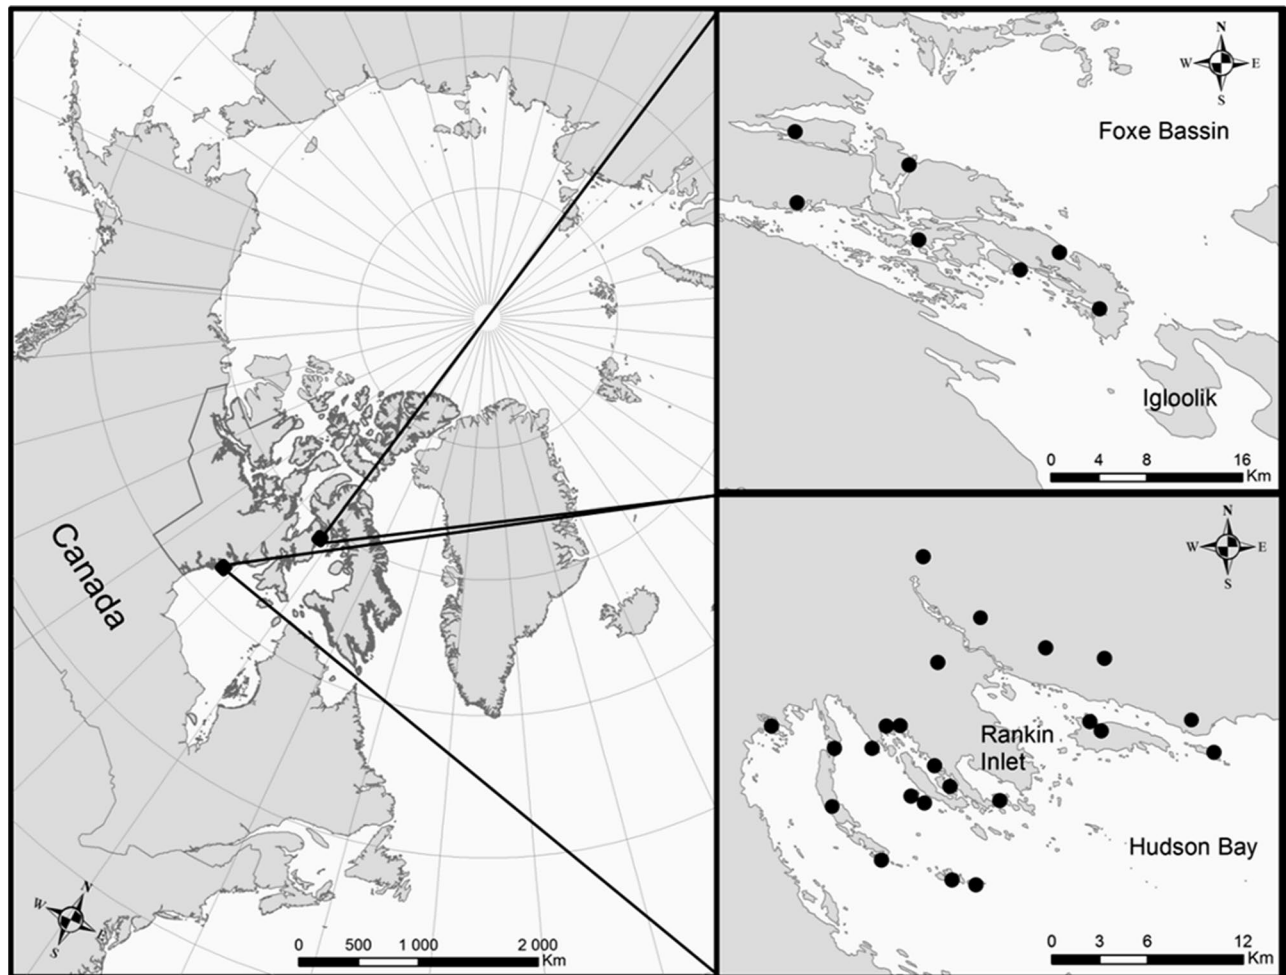 Canada
N
W
E
S
0 500 1 000 2 000
Km
N
W E
S
Foxe Bassin
Igloolik
0 4 8 16
Km
N
W E
S
Rankin
Inlet
Hudson Bay
0 3 6 12
Km